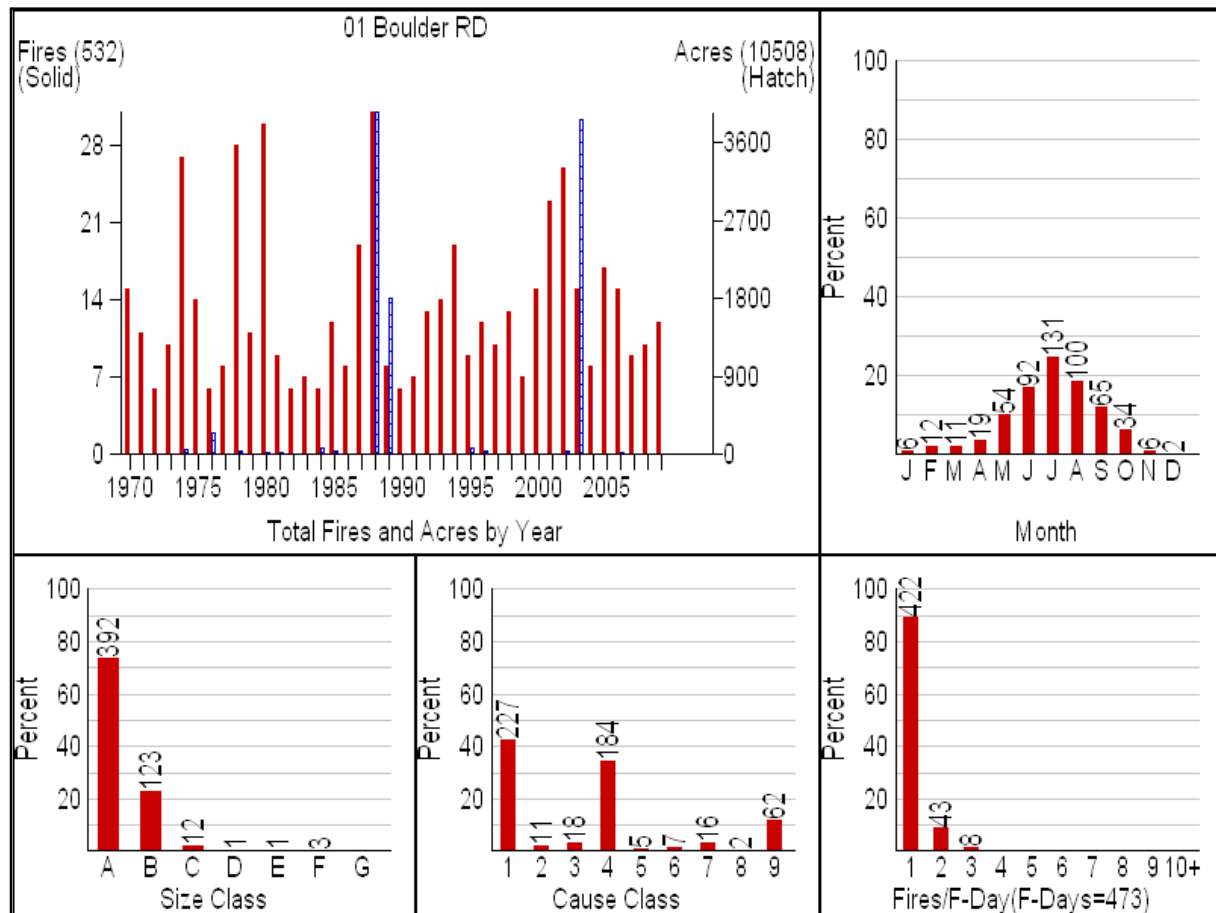 01 Boulder RD
Fires (532)
(Solid)
Acres (10508)
(Hatch)
28
21
14
7
0
3600
2700
1800
900
0
1970 1975 1980 1985 1990 1995 2000 2005
Total Fires and Acres by Year
Percent
100
80
60
40
20
6 12 11 19 54 92 131 100 65 34 6 2
J F M A M J J A S O N D
Month
Percent
100
80
60
40
20
392 123 12 1 1 3
A B C D E F G
Size Class
Percent
100
80
60
40
20
227 11 18 184 5 7 16 2 62
1 2 3 4 5 6 7 8 9
Cause Class
Percent
100
80
60
40
20
422 43 8
1 2 3 4 5 6 7 8 9 10+
Fires/F-Day(F-Days=473)